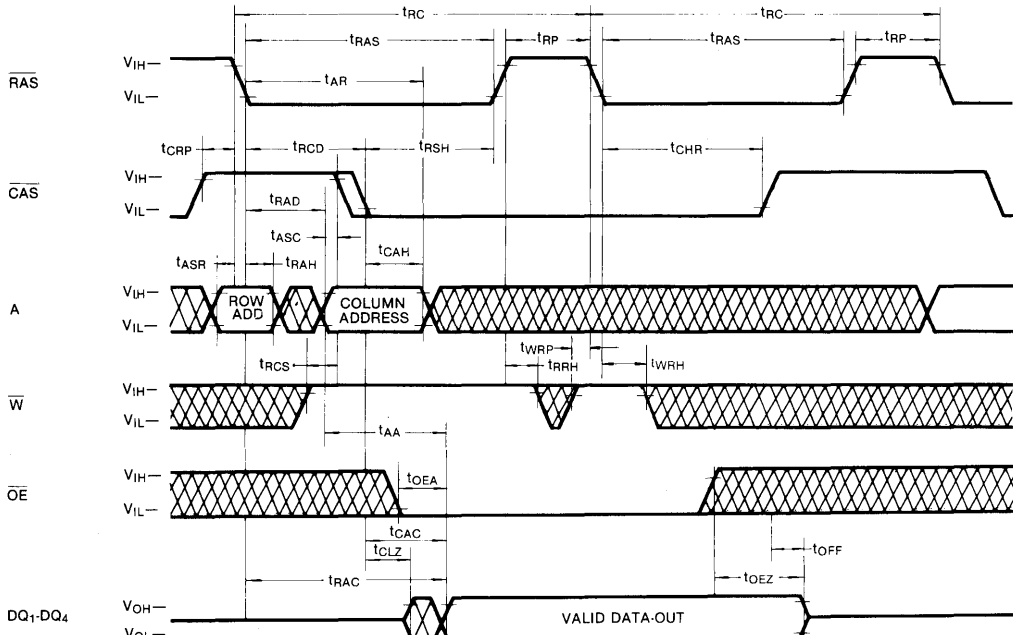 tRC tRC
tRAS tRP tRAS tRP
RAS VIH tAR
VIL
tCRP tRCD tRSH tCHR
CAS VIH
VIL tRAD
tASC
tASR tRAH tCAH
A VIH ROW ADD COLUMN ADDRESS
VIL
tRCS tWRP tRRH tWRH
W VIH
VIL
tAA
OE VIH tOEA
VIL
tCAC
tCLZ tOFF
tRAC tOEZ
DQ1-DQ4 VOH VALID DATA-OUT
VOL